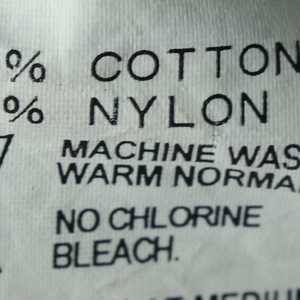 % COTTON
% NYLON
MACHINE WAS
WARM NORMA
NO CHLORINE
BLEACH.